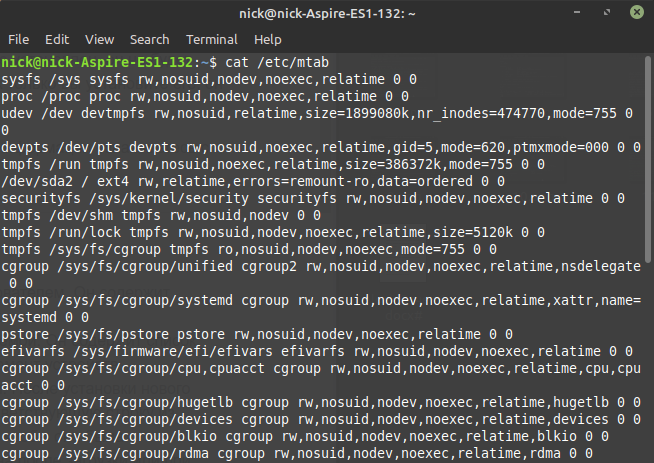 nick@nick-Aspire-ES1-132: ~
File Edit View Search Terminal Help
nick@nick-Aspire-ES1-132:~$ cat /etc/mtab
sysfs /sys sysfs rw,nosuid,nodev,noexec,relatime 0 0
proc /proc proc rw,nosuid,nodev,noexec,relatime 0 0
udev /dev devtmpfs rw,nosuid,relatime,size=1899080k,nr_inodes=474770,mode=755 0
0
devpts /dev/pts devpts rw,nosuid,noexec,relatime,gid=5,mode=620,ptmxmode=000 0 0
tmpfs /run tmpfs rw,nosuid,noexec,relatime,size=386372k,mode=755 0 0
/dev/sda2 / ext4 rw,relatime,errors=remount-ro,data=ordered 0 0
securityfs /sys/kernel/security securityfs rw,nosuid,nodev,noexec,relatime 0 0
tmpfs /dev/shm tmpfs rw,nosuid,nodev 0 0
tmpfs /run/lock tmpfs rw,nosuid,nodev,noexec,relatime,size=5120k 0 0
tmpfs /sys/fs/cgroup tmpfs ro,nosuid,nodev,noexec,mode=755 0 0
cgroup /sys/fs/cgroup/unified cgroup2 rw,nosuid,nodev,noexec,relatime,nsdelegate
0 0
cgroup /sys/fs/cgroup/systemd cgroup rw,nosuid,nodev,noexec,relatime,xattr,name=
systemd 0 0
pstore /sys/fs/pstore pstore rw,nosuid,nodev,noexec,relatime 0 0
efivarfs /sys/firmware/efi/efivars efivarfs rw,nosuid,nodev,noexec,relatime 0 0
cgroup /sys/fs/cgroup/cpu,cpuacct cgroup rw,nosuid,nodev,noexec,relatime,cpu,cpu
acct 0 0
cgroup /sys/fs/cgroup/hugetlb cgroup rw,nosuid,nodev,noexec,relatime,hugetlb 0 0
cgroup /sys/fs/cgroup/devices cgroup rw,nosuid,nodev,noexec,relatime,devices 0 0
cgroup /sys/fs/cgroup/blkio cgroup rw,nosuid,nodev,noexec,relatime,blkio 0 0
cgroup /sys/fs/cgroup/rdma cgroup rw,nosuid,nodev,noexec,relatime,rdma 0 0